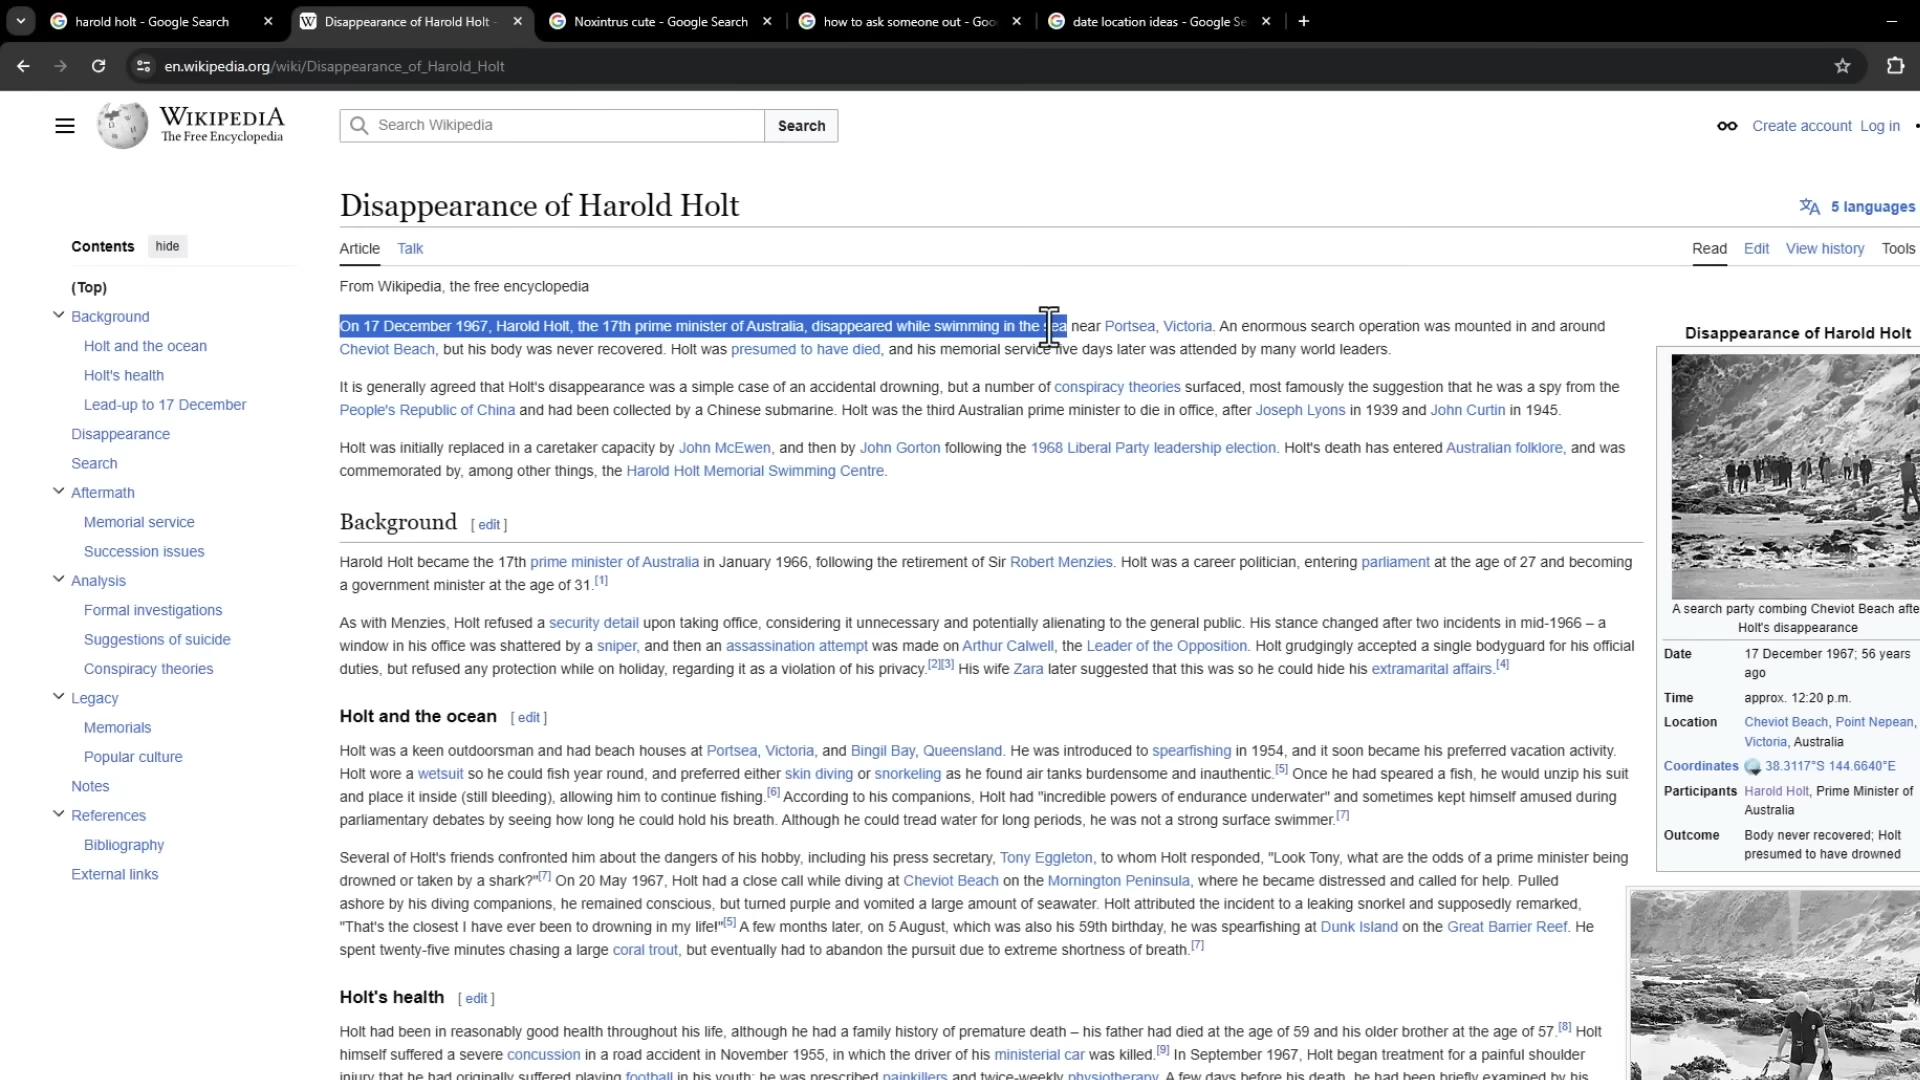 harold holt - Google Search
Disappearance of Harold Holt -
Noxintrus cute - Google Search
how to ask someone out - Goo
date location ideas - Google Se
en.wikipedia.org/wiki/Disappearance_of_Harold_Holt
WIKIPEDIA
The Free Encyclopedia
Search Wikipedia
Search
Create account Log in
Disappearance of Harold Holt
5 languages
Article Talk
Read Edit View history Tools
From Wikipedia, the free encyclopedia
Contents hide
(Top)
Background
Holt and the ocean
Holt's health
Lead-up to 17 December
Disappearance
Search
Aftermath
Memorial service
Succession issues
Analysis
Formal investigations
Suggestions of suicide
Conspiracy theories
Legacy
Memorials
Popular culture
Notes
References
Bibliography
External links
On 17 December 1967, Harold Holt, the 17th prime minister of Australia, disappeared while swimming in the sea near Portsea, Victoria. An enormous search operation was mounted in and around
Cheviot Beach, but his body was never recovered. Holt was presumed to have died, and his memorial service five days later was attended by many world leaders.
It is generally agreed that Holt's disappearance was a simple case of an accidental drowning, but a number of conspiracy theories surfaced, most famously the suggestion that he was a spy from the
People's Republic of China and had been collected by a Chinese submarine. Holt was the third Australian prime minister to die in office, after Joseph Lyons in 1939 and John Curtin in 1945.
Holt was initially replaced in a caretaker capacity by John McEwen, and then by John Gorton following the 1968 Liberal Party leadership election. Holt's death has entered Australian folklore, and was
commemorated by, among other things, the Harold Holt Memorial Swimming Centre.
Background [ edit ]
Harold Holt became the 17th prime minister of Australia in January 1966, following the retirement of Sir Robert Menzies. Holt was a career politician, entering parliament at the age of 27 and becoming
a government minister at the age of 31.[1]
As with Menzies, Holt refused a security detail upon taking office, considering it unnecessary and potentially alienating to the general public. His stance changed after two incidents in mid-1966 – a
window in his office was shattered by a sniper, and then an assassination attempt was made on Arthur Calwell, the Leader of the Opposition. Holt grudgingly accepted a single bodyguard for his official
duties, but refused any protection while on holiday, regarding it as a violation of his privacy.[2][3] His wife Zara later suggested that this was so he could hide his extramarital affairs.[4]
Holt and the ocean [ edit ]
Holt was a keen outdoorsman and had beach houses at Portsea, Victoria, and Bingil Bay, Queensland. He was introduced to spearfishing in 1954, and it soon became his preferred vacation activity.
Holt wore a wetsuit so he could fish year round, and preferred either skin diving or snorkeling as he found air tanks burdensome and inauthentic.[5] Once he had speared a fish, he would unzip his suit
and place it inside (still bleeding), allowing him to continue fishing.[6] According to his companions, Holt had "incredible powers of endurance underwater" and sometimes kept himself amused during
parliamentary debates by seeing how long he could hold his breath. Although he could tread water for long periods, he was not a strong surface swimmer.[7]
Several of Holt's friends confronted him about the dangers of his hobby, including his press secretary, Tony Eggleton, to whom Holt responded, "Look Tony, what are the odds of a prime minister being
drowned or taken by a shark?"[7] On 20 May 1967, Holt had a close call while diving at Cheviot Beach on the Mornington Peninsula, where he became distressed and called for help. Pulled
ashore by his diving companions, he remained conscious, but turned purple and vomited a large amount of seawater. Holt attributed the incident to a leaking snorkel and supposedly remarked,
"That's the closest I have ever been to drowning in my life!"[5] A few months later, on 5 August, which was also his 59th birthday, he was spearfishing at Dunk Island on the Great Barrier Reef. He
spent twenty-five minutes chasing a large coral trout, but eventually had to abandon the pursuit due to extreme shortness of breath.[7]
Holt's health [ edit ]
Holt had been in reasonably good health throughout his life, although he had a family history of premature death – his father had died at the age of 59 and his older brother at the age of 57.[8] Holt
himself suffered a severe concussion in a road accident in November 1955, in which the driver of his ministerial car was killed.[9] In September 1967, Holt began treatment for a painful shoulder
injury that he had originally suffered playing football in his youth; he was prescribed painkillers and twice-weekly physiotherapy. A few days before his death, he had been briefly examined by his
Disappearance of Harold Holt
A search party combing Cheviot Beach afte
Holt's disappearance
Date 17 December 1967; 56 years
ago
Time approx. 12:20 p.m.
Location Cheviot Beach, Point Nepean,
Victoria, Australia
Coordinates 38.3117°S 144.6640°E
Participants Harold Holt, Prime Minister of
Australia
Outcome Body never recovered; Holt
presumed to have drowned